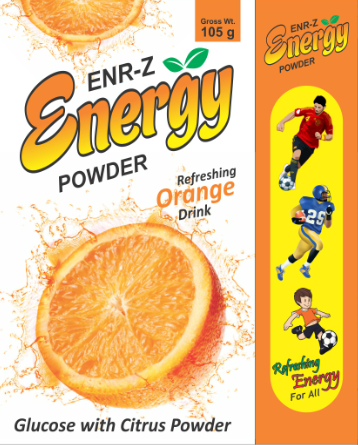 Gross Wt.
105 g
ENR-Z
Energy
POWDER
Refreshing
Orange
Drink
Glucose with Citrus Powder
ENR-Z
Energy
POWDER
29
Refreshing
Energy
For All